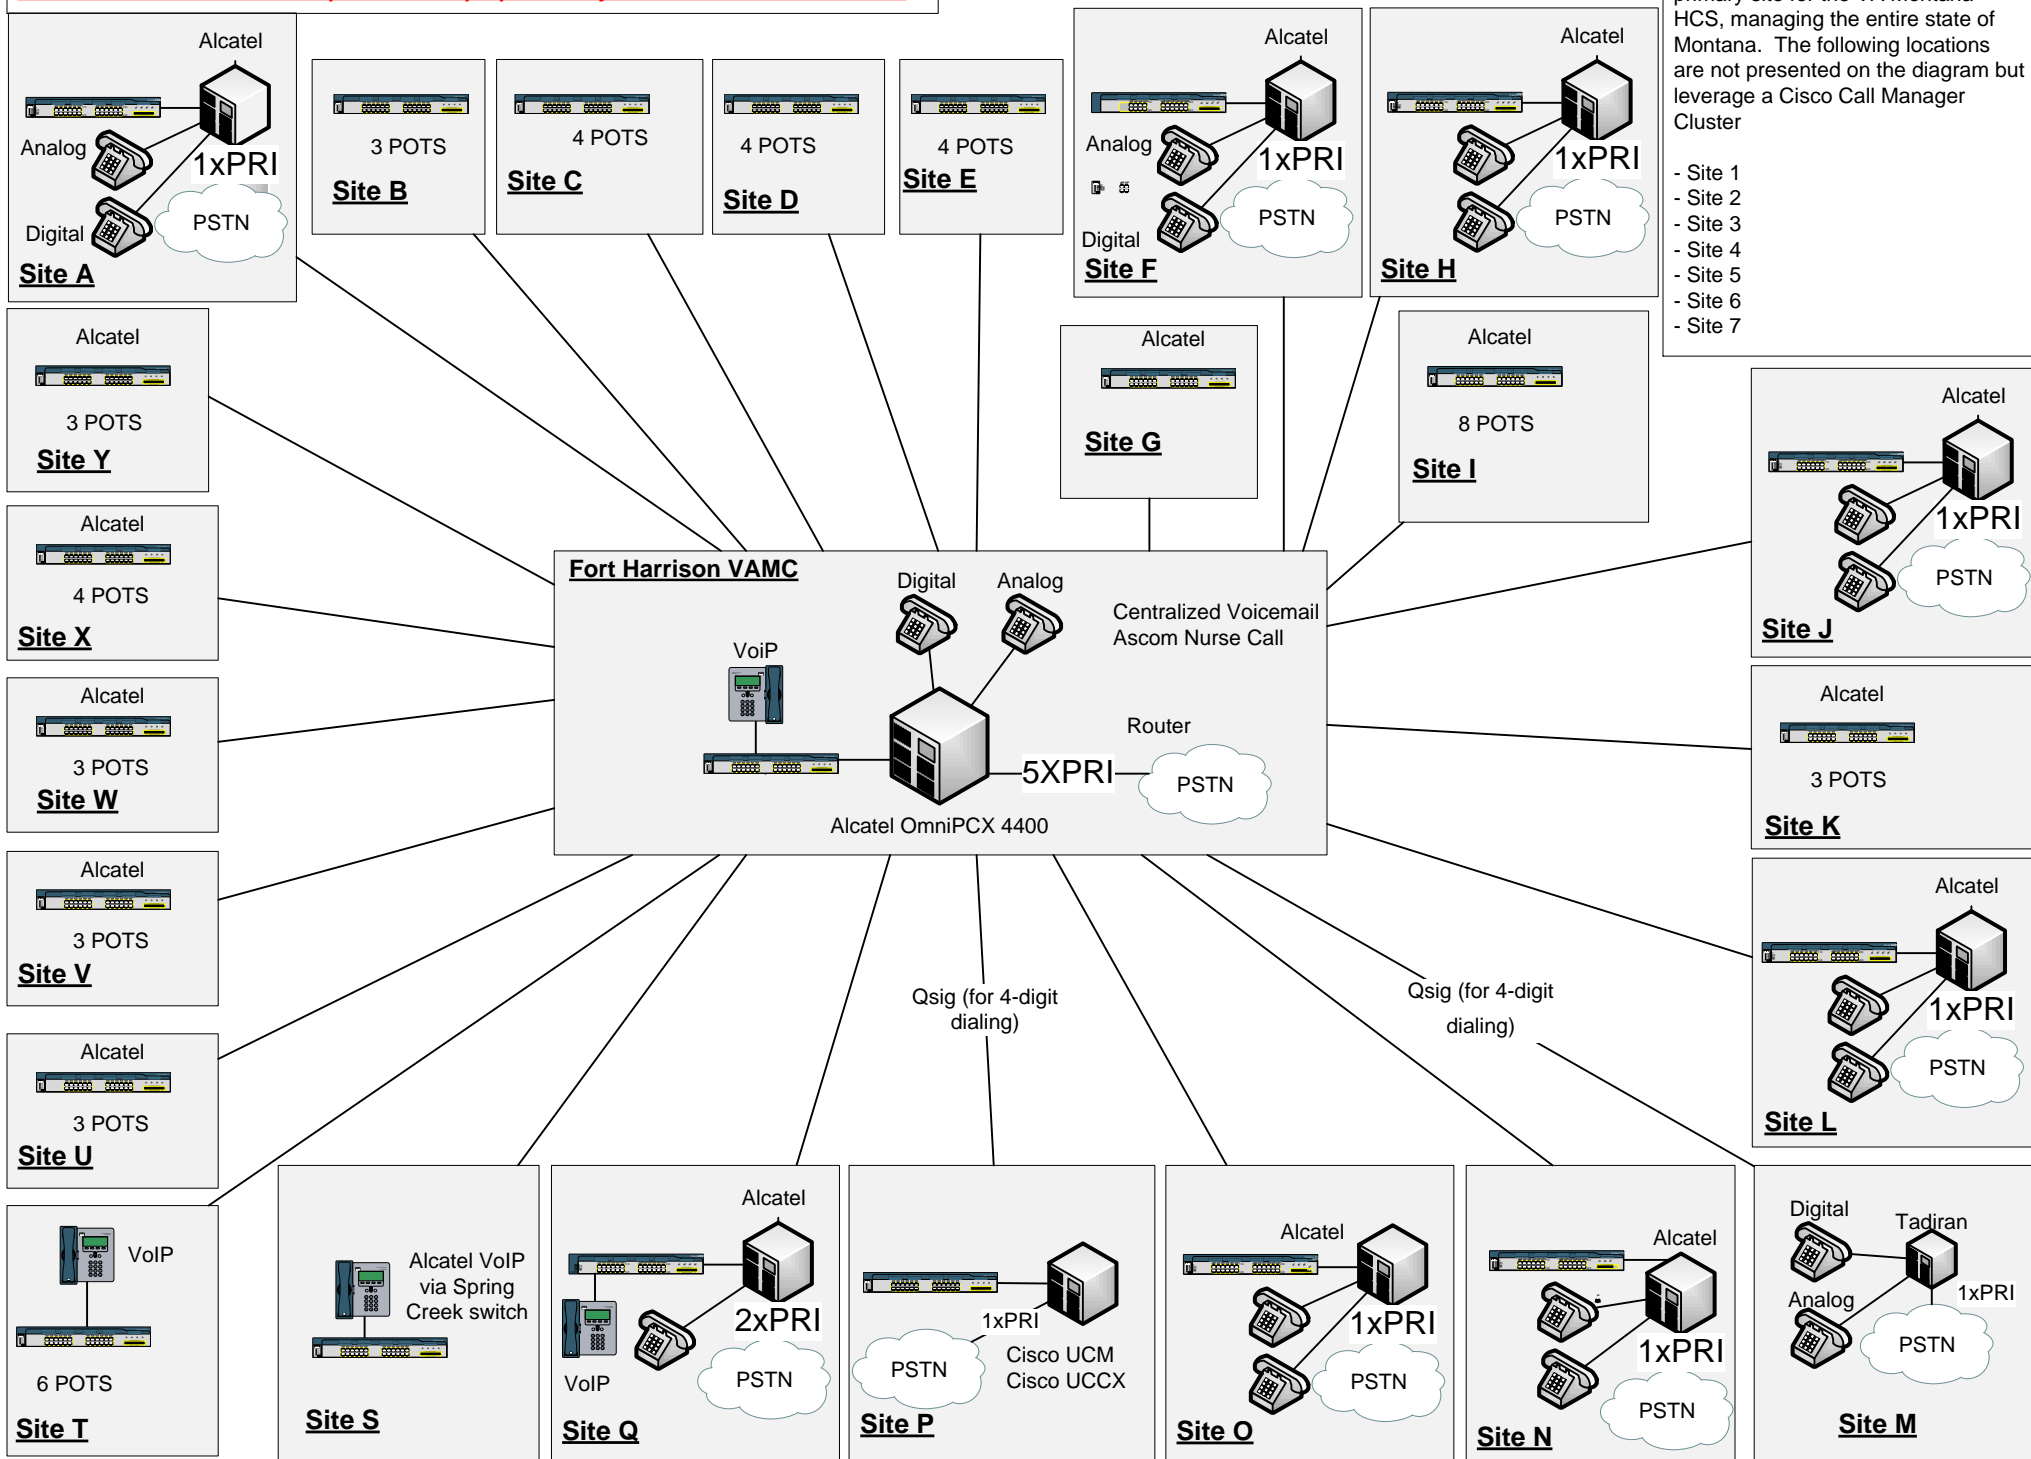 HCS, managing the entire state of
Montana. The following locations
are not presented on the diagram but
leverage a Cisco Call Manager
Cluster
- Site 1
- Site 2
- Site 3
- Site 4
- Site 5
- Site 6
- Site 7
Alcatel
Analog
1xPRI
Digital
PSTN
Site A
3 POTS
Site B
4 POTS
Site C
4 POTS
Site D
4 POTS
Site E
Alcatel
Analog
1xPRI
PSTN
Digital
Site F
Alcatel
1xPRI
PSTN
Site H
Alcatel
3 POTS
Site Y
Alcatel
Site G
Alcatel
8 POTS
Site I
Alcatel
1xPRI
PSTN
Site J
Alcatel
4 POTS
Site X
Fort Harrison VAMC
Digital
Analog
Centralized Voicemail
Ascom Nurse Call
VoiP
Router
5XPRI
PSTN
Alcatel OmniPCX 4400
Alcatel
3 POTS
Site W
Alcatel
3 POTS
Site K
Alcatel
3 POTS
Site V
Alcatel
1xPRI
PSTN
Site L
Qsig (for 4-digit
dialing)
Qsig (for 4-digit
dialing)
Alcatel
3 POTS
Site U
VoIP
6 POTS
Site T
Alcatel VoIP
via Spring
Creek switch
Site S
Alcatel
2xPRI
VoIP
PSTN
Site Q
1xPRI
PSTN
Cisco UCM
Cisco UCCX
Site P
Alcatel
1xPRI
PSTN
Site O
Alcatel
1xPRI
PSTN
Site N
Digital
Tadiran
1xPRI
Analog
PSTN
Site M